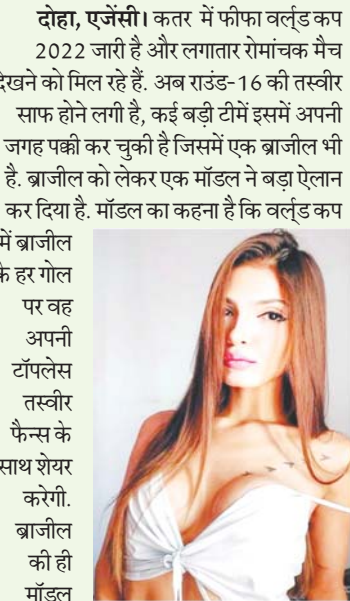 दोहा, एजेंसी। कतर में फीफा वर्ल्ड कप
2022 जारी है और लगातार रोमांचक मैच
देखने को मिल रहे हैं. अब राउंड-16 की तस्वीर
साफ होने लगी है, कई बड़ी टीमें इसमें अपनी
जगह पक्की कर चुकी है जिसमें एक ब्राजील भी
है. ब्राजील को लेकर एक मॉडल ने बड़ा ऐलान
कर दिया है. मॉडल का कहना है कि वर्ल्ड कप
में ब्राजील
के हर गोल
पर वह
अपनी
टॉपलेस
तस्वीर
फैन्स के
साथ शेयर
करेगी.
ब्राजील
की ही
मॉडल